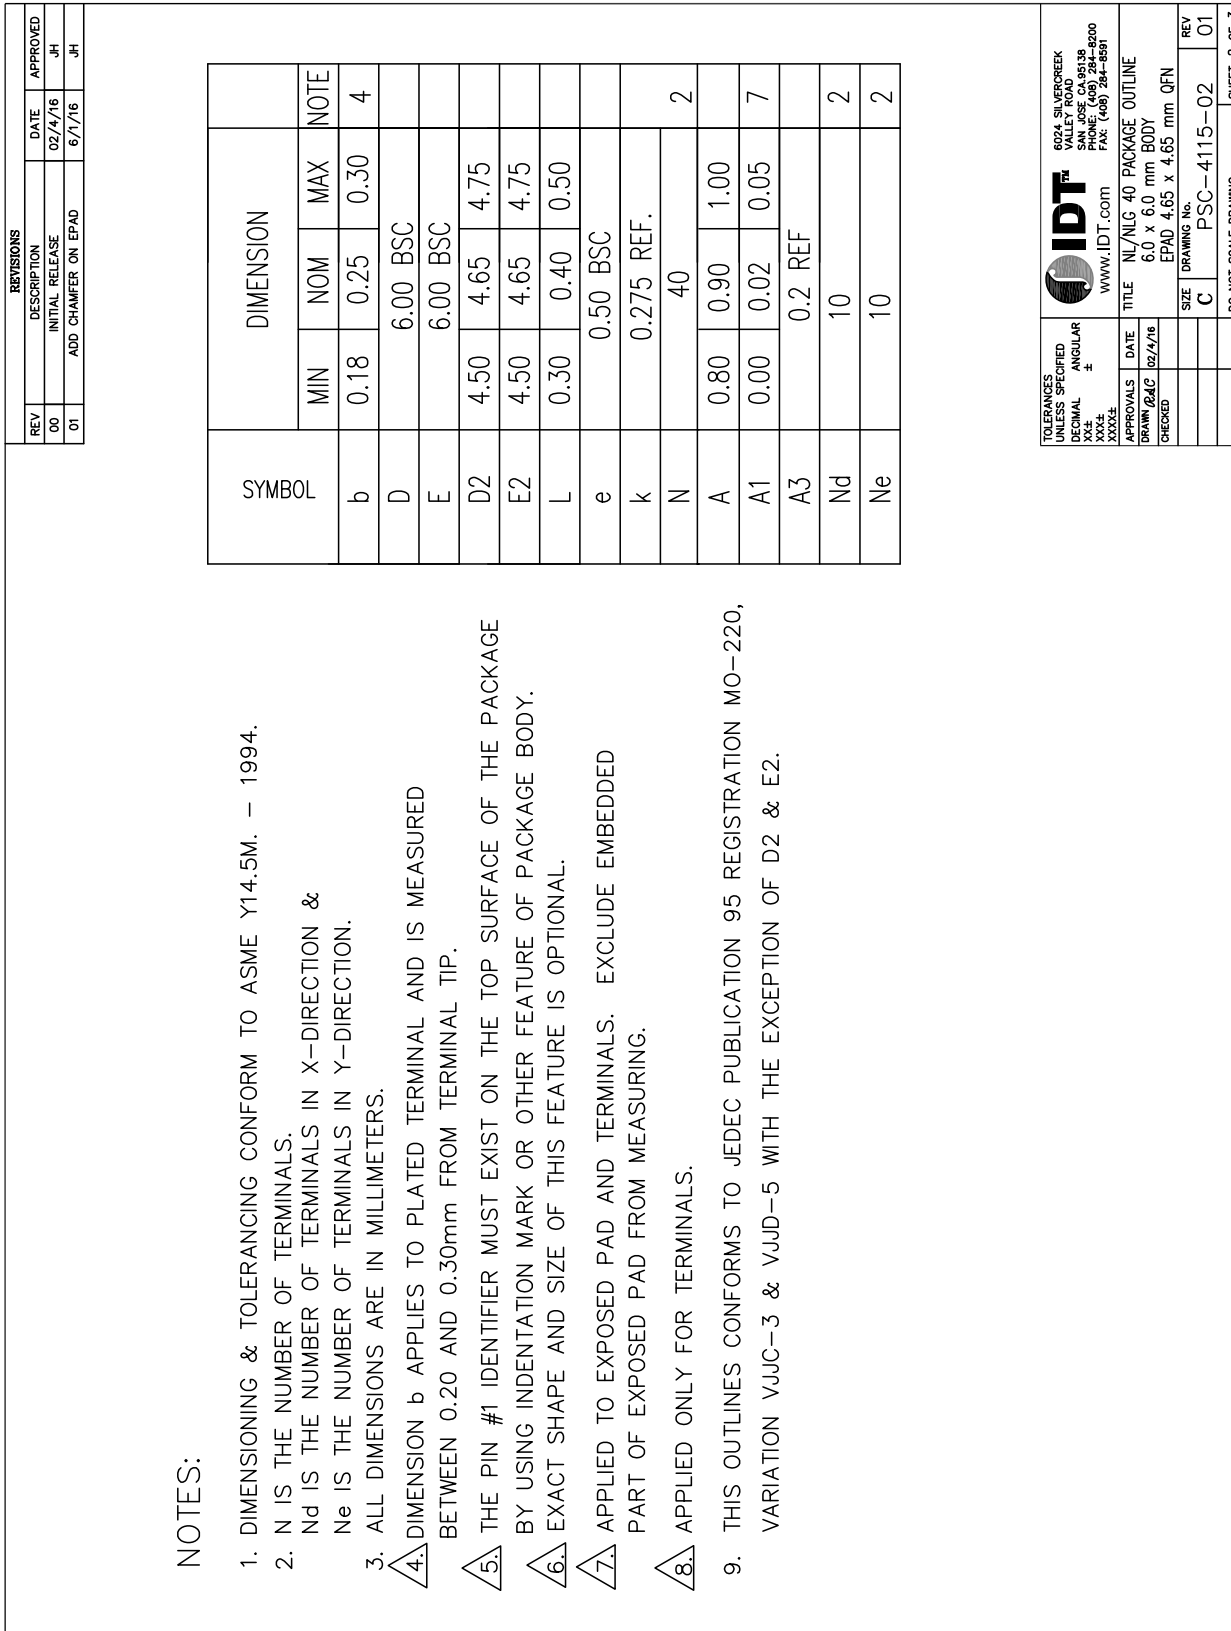 REVISIONS
REV DESCRIPTION DATE APPROVED
00 INITIAL RELEASE 02/4/16 JH
01 ADD CHAMFER ON EPAD 6/1/16 JH
NOTES:
1. DIMENSIONING & TOLERANCING CONFORM TO ASME Y14.5M. – 1994.
2. N IS THE NUMBER OF TERMINALS.
Nd IS THE NUMBER OF TERMINALS IN X–DIRECTION &
Ne IS THE NUMBER OF TERMINALS IN Y–DIRECTION.
3. ALL DIMENSIONS ARE IN MILLIMETERS.
4. DIMENSION b APPLIES TO PLATED TERMINAL AND IS MEASURED
BETWEEN 0.20 AND 0.30mm FROM TERMINAL TIP.
5. THE PIN #1 IDENTIFIER MUST EXIST ON THE TOP SURFACE OF THE PACKAGE
BY USING INDENTATION MARK OR OTHER FEATURE OF PACKAGE BODY.
6. EXACT SHAPE AND SIZE OF THIS FEATURE IS OPTIONAL.
7. APPLIED TO EXPOSED PAD AND TERMINALS. EXCLUDE EMBEDDED
PART OF EXPOSED PAD FROM MEASURING.
8. APPLIED ONLY FOR TERMINALS.
9. THIS OUTLINES CONFORMS TO JEDEC PUBLICATION 95 REGISTRATION MO–220,
VARIATION VJJC–3 & VJJD–5 WITH THE EXCEPTION OF D2 & E2.
SYMBOL DIMENSION NOTE
MIN NOM MAX
b 0.18 0.25 0.30 4
D 6.00 BSC
E 6.00 BSC
D2 4.50 4.65 4.75
E2 4.50 4.65 4.75
L 0.30 0.40 0.50
e 0.50 BSC
k 0.275 REF.
N 40 2
A 0.80 0.90 1.00
A1 0.00 0.02 0.05 7
A3 0.2 REF
Nd 10 2
Ne 10 2
TOLERANCES
UNLESS SPECIFIED
DECIMAL ANGULAR
XX± ±
XXX±
XXXX±
IDT™
www.IDT.com
6024 SILVERCREEK
VALLEY ROAD
SAN JOSE CA,95138
PHONE: (408) 284–8200
FAX: (408) 284–8591
APPROVALS DATE
DRAWN RAC 02/4/16
CHECKED
TITLE NL/NLG 40 PACKAGE OUTLINE
6.0 x 6.0 mm BODY
EPAD 4.65 x 4.65 mm QFN
SIZE DRAWING No. REV
C PSC–4115–02 01